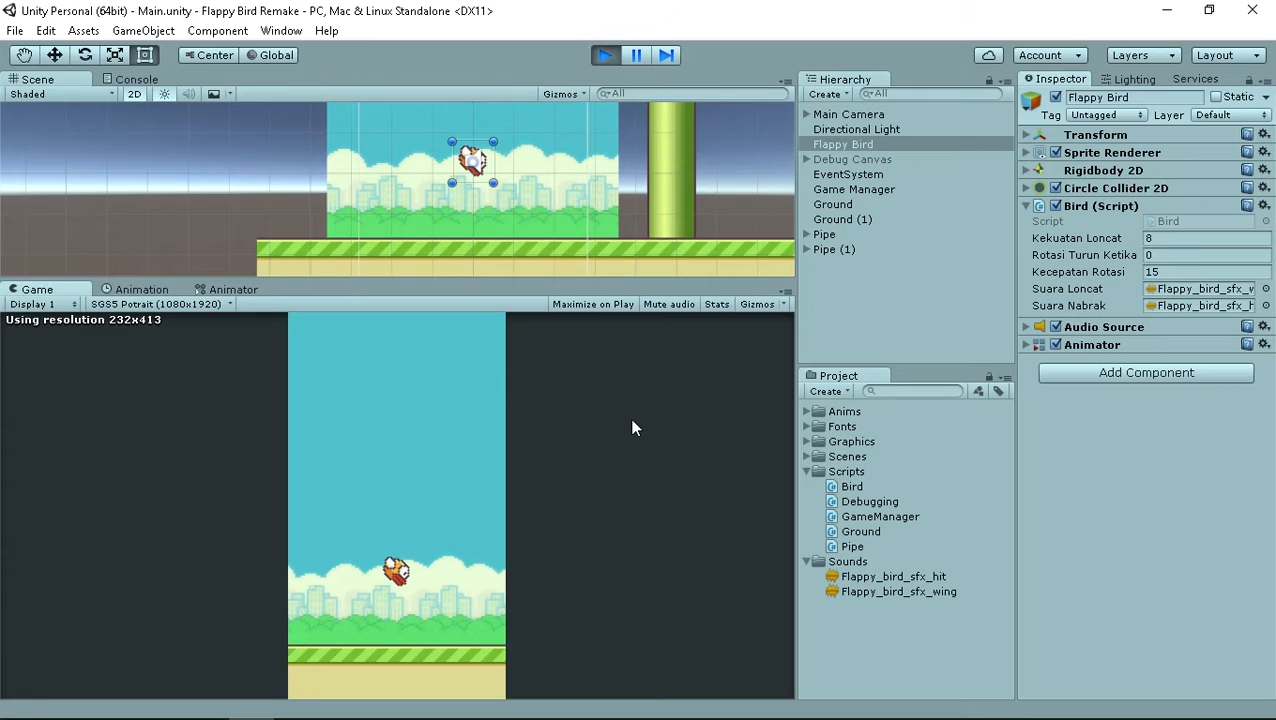 Unity Personal (64bit) - Main.unity - Flappy Bird Remake - PC, Mac & Linux Standalone <DX11>
File Edit Assets GameObject Component Window Help
Center Global Account Layers Layout
Scene Console
Shaded 2D Gizmos All
Game Animation Animator
Display 1 SGS5 Potrait (1080x1920) Maximize on Play Mute audio Stats Gizmos
Using resolution 232x413
Hierarchy
Create All
Main Camera
Directional Light
Flappy Bird
Debug Canvas
EventSystem
Game Manager
Ground
Ground (1)
Pipe
Pipe (1)
Project
Create
Anims
Fonts
Graphics
Scenes
Scripts
Bird
Debugging
GameManager
Ground
Pipe
Sounds
Flappy_bird_sfx_hit
Flappy_bird_sfx_wing
Inspector Lighting Services
Flappy Bird Static
Tag Untagged Layer Default
Transform
Sprite Renderer
Rigidbody 2D
Circle Collider 2D
Bird (Script)
Script Bird
Kekuatan Loncat 8
Rotasi Turun Ketika 0
Kecepatan Rotasi 15
Suara Loncat Flappy_bird_sfx_w
Suara Nabrak Flappy_bird_sfx_h
Audio Source
Animator
Add Component